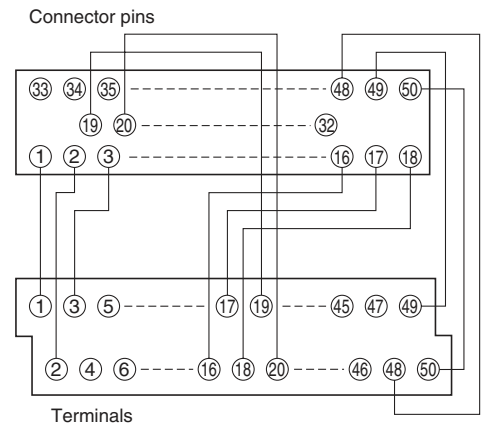 Connector pins
33 34 35 48 49 50
19 20 32
1 2 3 16 17 18
1 3 5 17 19 45 47 49
2 4 6 16 18 20 46 48 50
Terminals